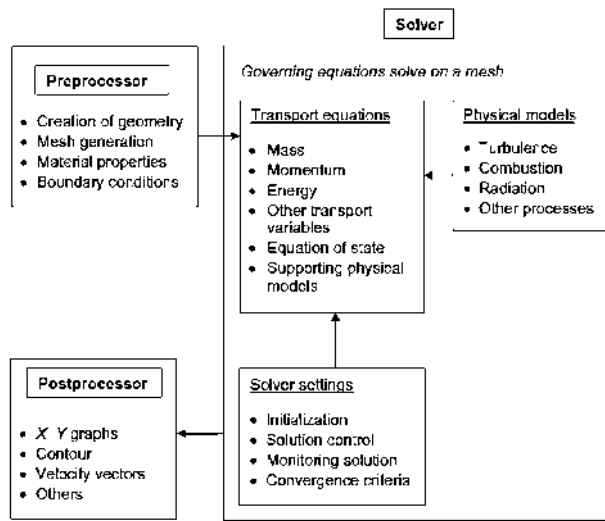 Solver
Preprocessor
Creation of geometry
Mesh generation
Material properties
Boundary conditions
Governing equations solve on a mesh
Transport equations
Mass
Momentum
Energy
Other transport
variables
Equation of state
Supporting physical
models
Physical models
Turbulence
Combustion
Radiation
Other processes
Postprocessor
X Y graphs
Contour
Velocity vectors
Others
Solver settings
Initialization
Solution control
Monitoring solution
Convergence criteria